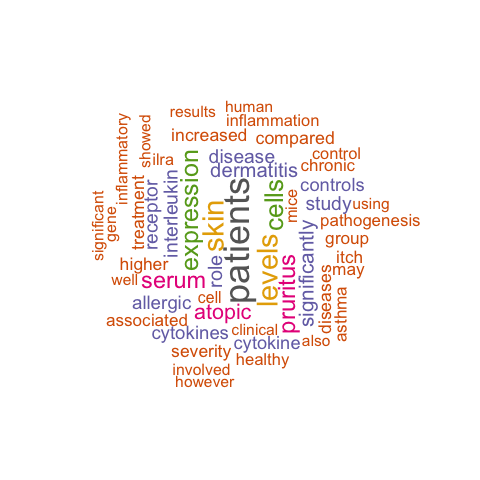 results
human
inflammation
increased
compared
inflammatory
showed
silra
disease
dermatitis
control
chronic
controls
significant
gene
treatment
receptor
interleukin
expression
skin
patients
cells
mice
study
using
pathogenesis
group
higher
well
serum
role
levels
pruritus
significantly
itch
may
diseases
asthma
allergic
cell
atopic
associated
cytokines
clinical
cytokine
also
severity
healthy
involved
however